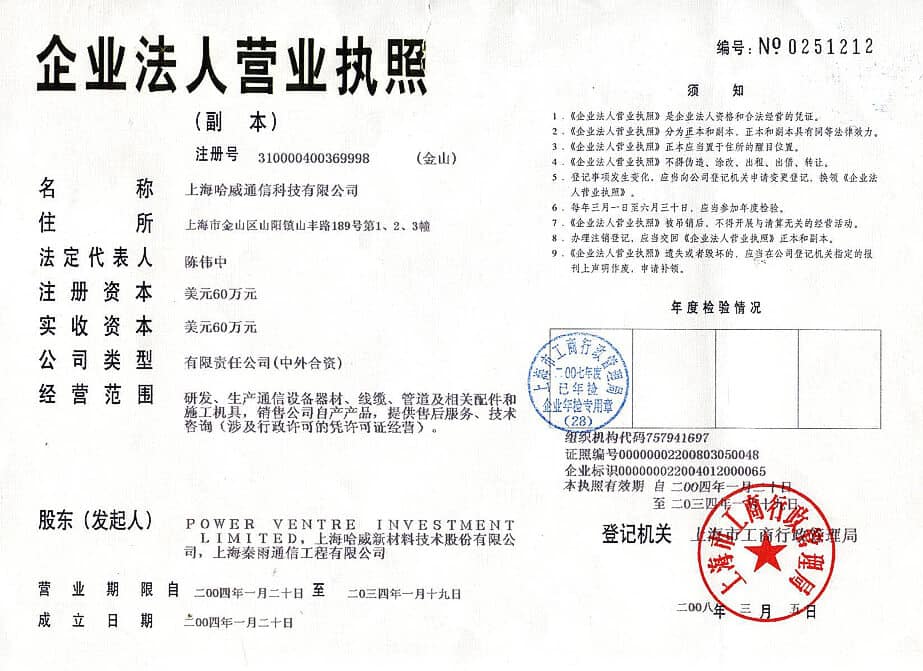 企业法人营业执照
(副 本)
注册号 310000400369998 (金山)
名称 上海哈威通信科技有限公司
住所 上海市金山区山阳镇山丰路189号第1、2、3幢
法定代表人 陈伟中
注册资本 美元60万元
实收资本 美元60万元
公司类型 有限责任公司(中外合资)
经营范围 研发、生产通信设备器材、线缆、管道及相关配件和
施工机具，销售公司自产产品，提供售后服务、技术
咨询（涉及行政许可的凭许可证经营）。
股东（发起人） POWER VENTRE INVESTMENT
LIMITED，上海哈威新材料技术股份有限公
司，上海秦雨通信工程有限公司
营业期限自 二00四年一月二十日 至 二0三四年一月十九日
成立日期 二00四年一月二十日
编号：№ 0251212
须 知
1．《企业法人营业执照》是企业法人资格和合法经营的凭证。
2．《企业法人营业执照》分为正本和副本，正本和副本具有同等法律效力。
3．《企业法人营业执照》正本应当置于住所的醒目位置。
4．《企业法人营业执照》不得伪造、涂改、出租、出借、转让。
5．登记事项发生变化，应当向公司登记机关申请变更登记，换领《企业法
人营业执照》。
6．每年三月一日至六月三十日，应当参加年度检验。
7．《企业法人营业执照》被吊销后，不得开展与清算无关的经营活动。
8．办理注销登记，应当交回《企业法人营业执照》正本和副本。
9．《企业法人营业执照》遗失或者毁坏的，应当在公司登记机关指定的报
刊上声明作废，申请补领。
年度检验情况
上海市工商行政管理局
二00七年度
已年检
企业年检专用章
(28)
组织机构代码757941697
证照编号00000002200803050048
企业标识000000022004012000065
本执照有效期 自 二00四年一月二十日
至 二0三四年一月十九日
登记机关 上海市工商行政管理局
上海市工商行政管理局
二00八年 三 月 五 日